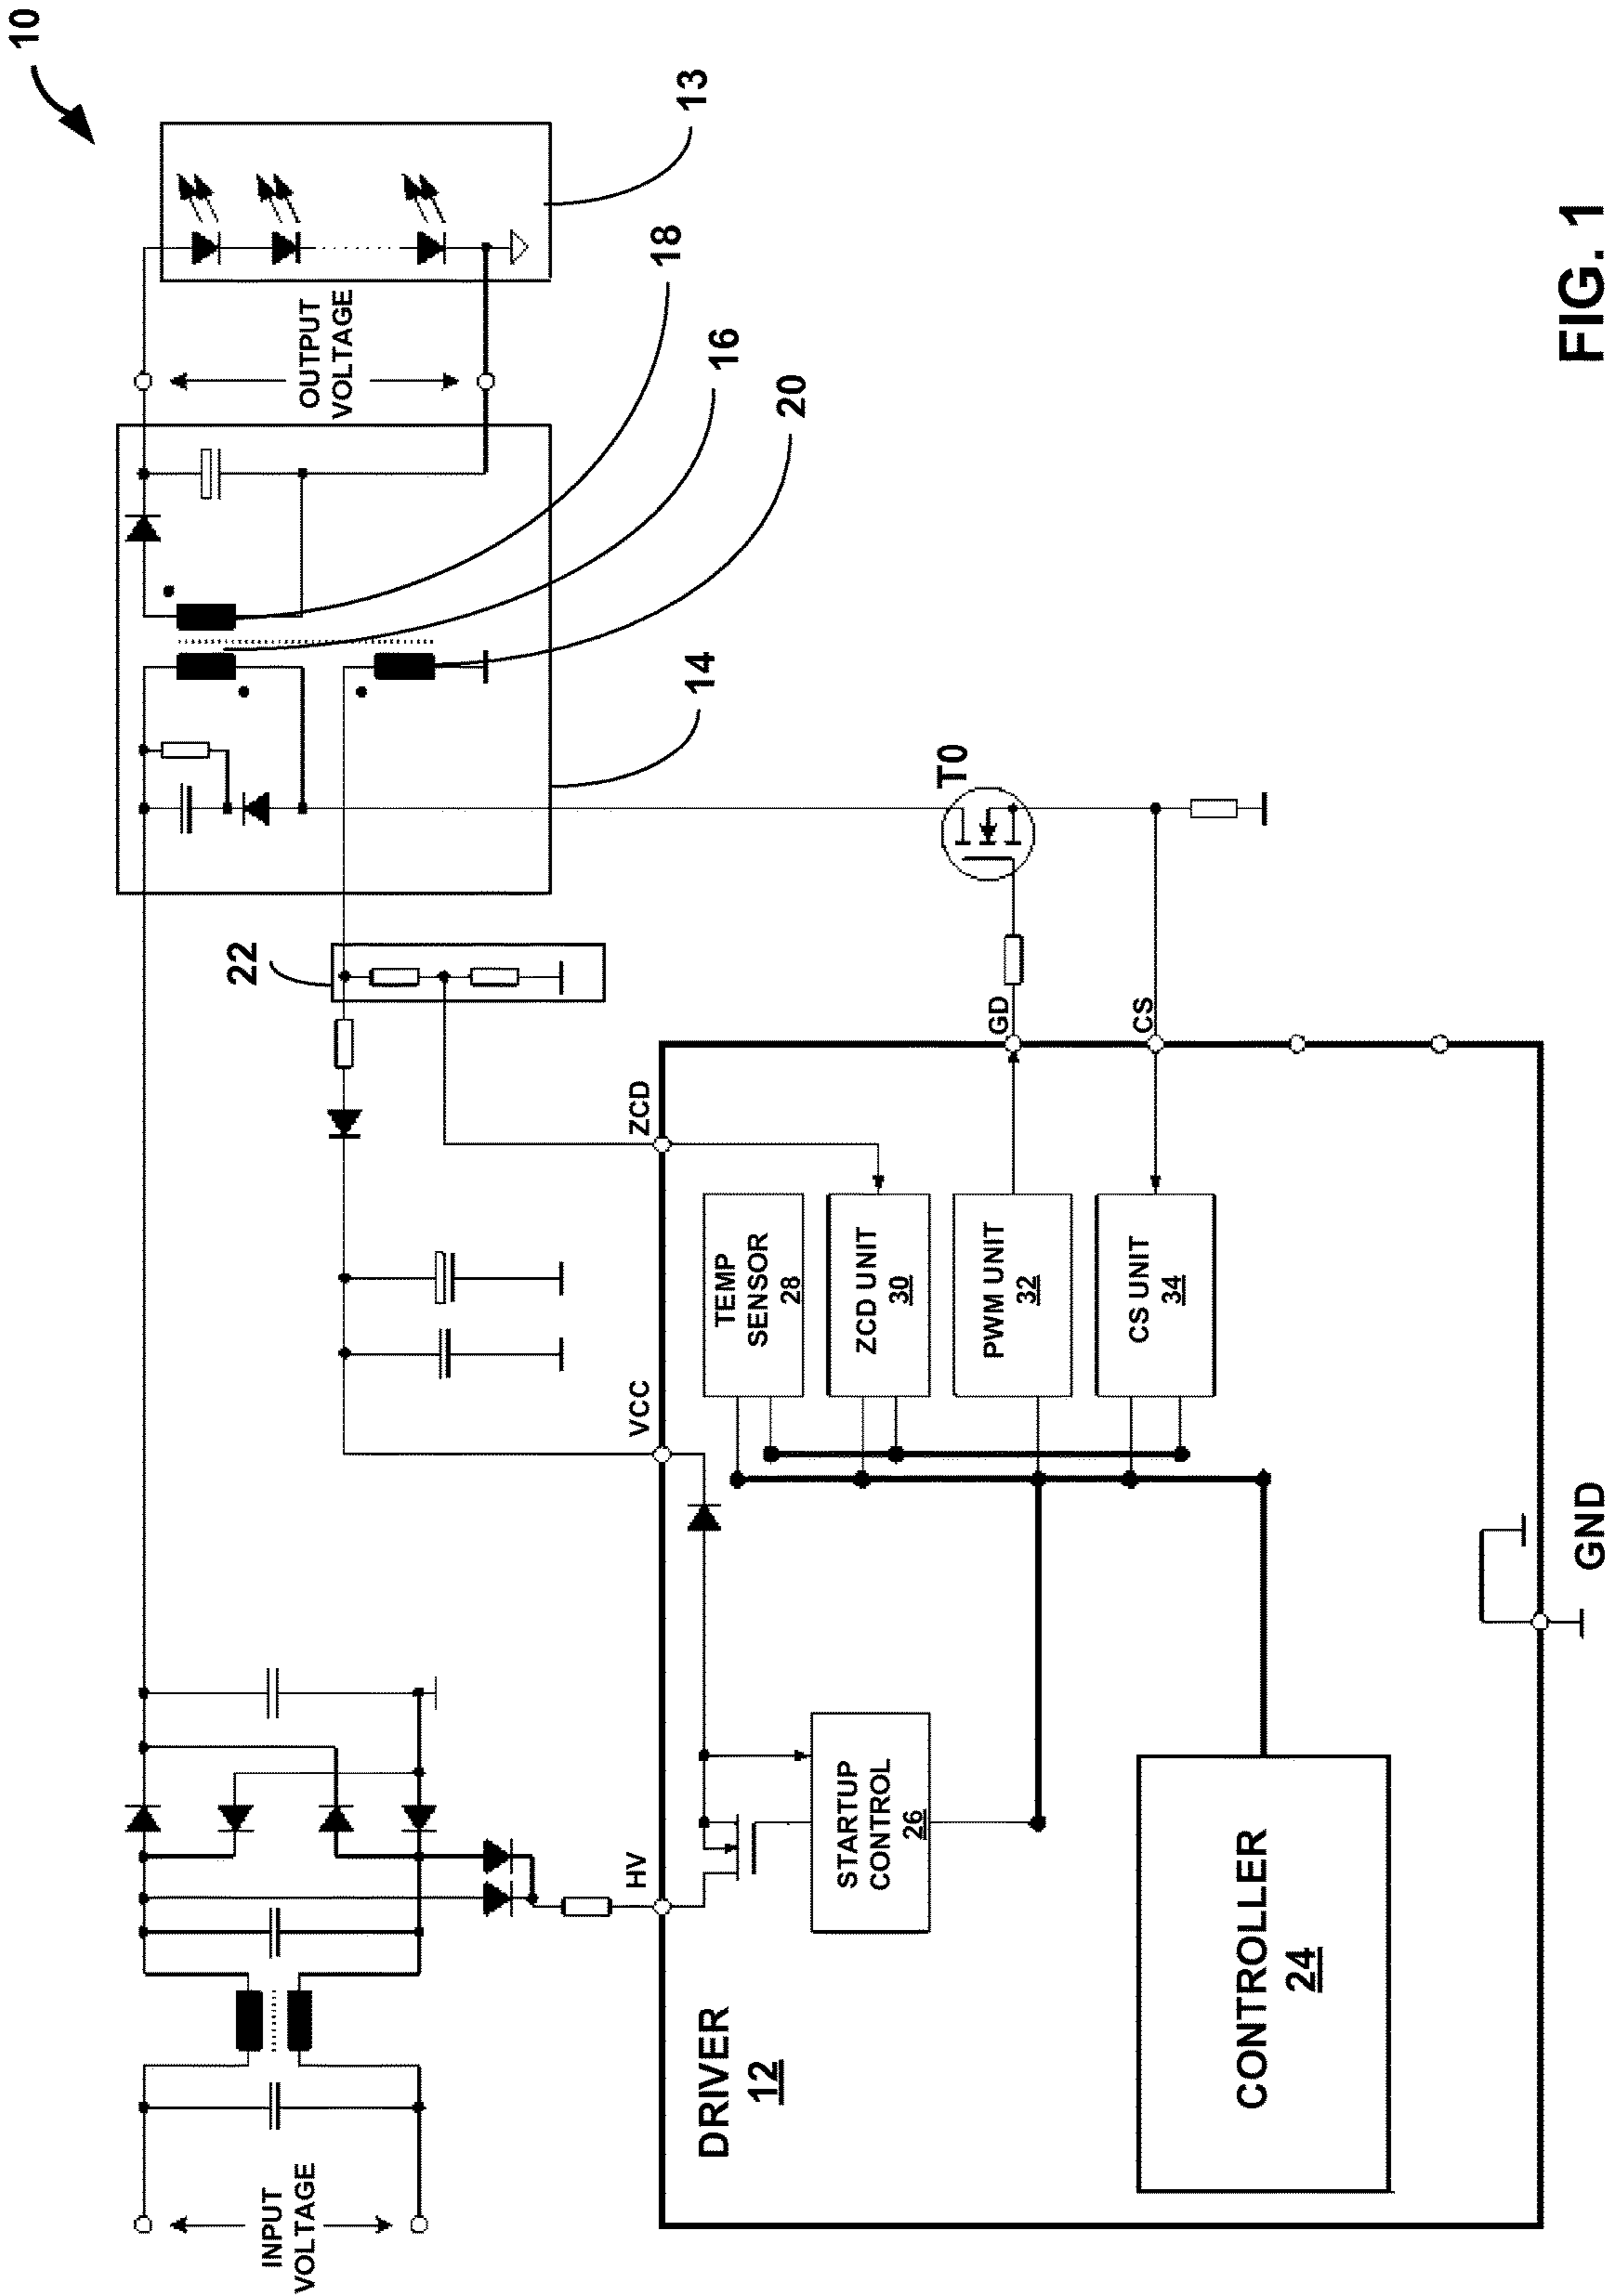 10
INPUT
VOLTAGE
OUTPUT
VOLTAGE
13
18
16
20
14
22
T0
HV
VCC
ZCD
GD
CS
DRIVER
12
STARTUP
CONTROL
26
TEMP
SENSOR
28
ZCD UNIT
30
PWM UNIT
32
CS UNIT
34
CONTROLLER
24
GND
FIG. 1